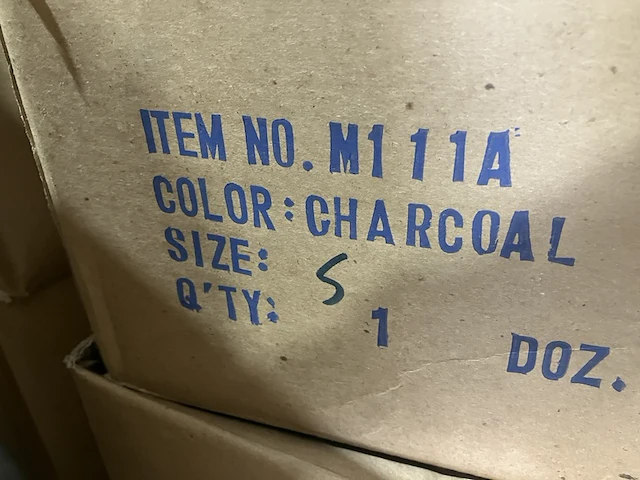 ITEM NO. M111A
COLOR: CHARCOAL
SIZE: S
Q'TY: 1 DOZ.